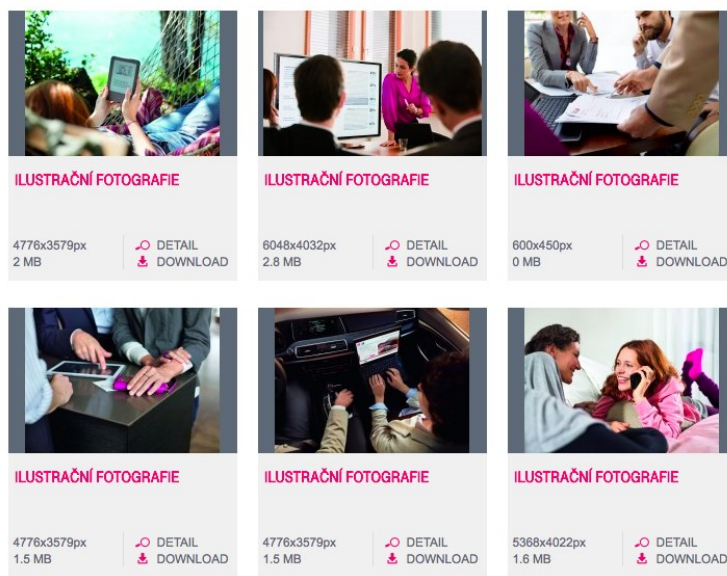 ILUSTRAČNÍ FOTOGRAFIE
4776x3579px
2 MB
DETAIL
DOWNLOAD
ILUSTRAČNÍ FOTOGRAFIE
6048x4032px
2.8 MB
DETAIL
DOWNLOAD
ILUSTRAČNÍ FOTOGRAFIE
600x450px
0 MB
DETAIL
DOWNLOAD
ILUSTRAČNÍ FOTOGRAFIE
4776x3579px
1.5 MB
DETAIL
DOWNLOAD
ILUSTRAČNÍ FOTOGRAFIE
4776x3579px
1.5 MB
DETAIL
DOWNLOAD
ILUSTRAČNÍ FOTOGRAFIE
5368x4022px
1.6 MB
DETAIL
DOWNLOAD